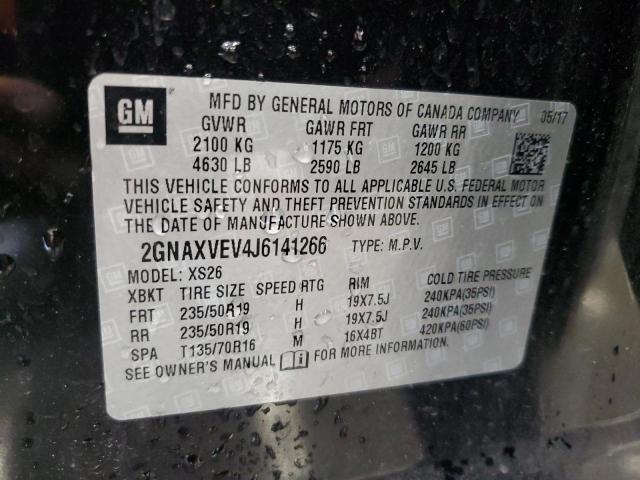 GM
MFD BY GENERAL MOTORS OF CANADA COMPANY 05/17
GVWR GAWR FRT GAWR RR
2100 KG 1175 KG 1200 KG
4630 LB 2590 LB 2645 LB
THIS VEHICLE CONFORMS TO ALL APPLICABLE U.S. FEDERAL MOTOR
VEHICLE SAFETY AND THEFT PREVENTION STANDARDS IN EFFECT ON
THE DATE OF MANUFACTURE SHOWN ABOVE.
2GNAXVEV4J6141266 TYPE: M.P.V.
MODEL: XS26
XBKT TIRE SIZE SPEED RTG RIM COLD TIRE PRESSURE
FRT 235/50R19 H 19X7.5J 240KPA(35PSI)
RR 235/50R19 H 19X7.5J 240KPA(35PSI)
SPA T135/70R16 M 16X4BT 420KPA(60PSI)
SEE OWNER'S MANUAL FOR MORE INFORMATION.